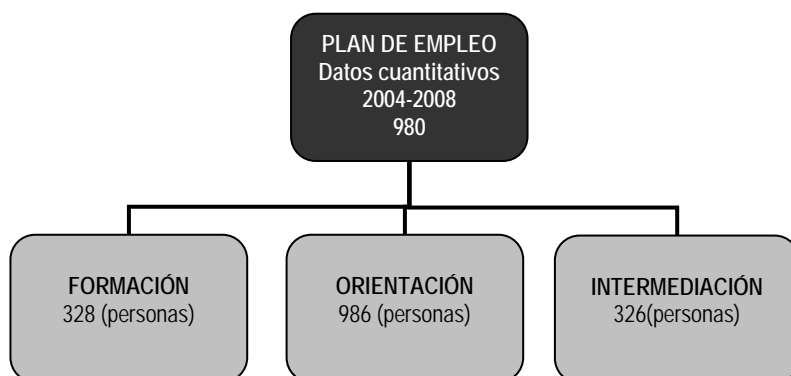 PLAN DE EMPLEO
Datos cuantitativos
2004-2008
980
FORMACIÓN
328 (personas)
ORIENTACIÓN
986 (personas)
INTERMEDIACIÓN
326(personas)